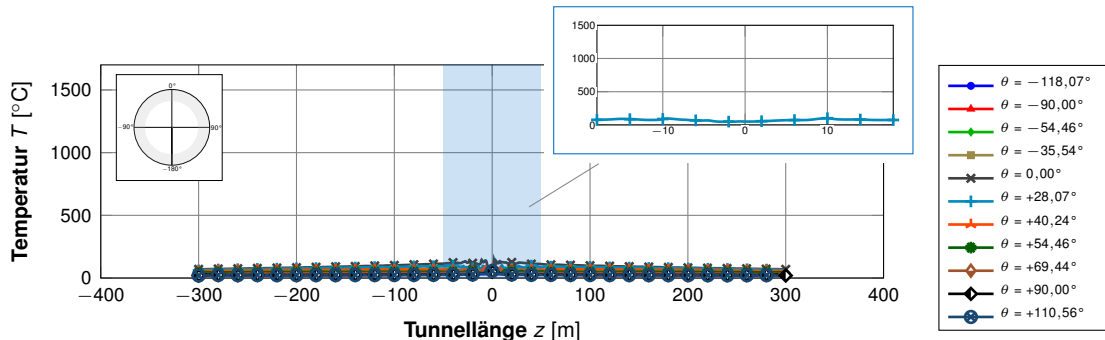 1500
1000
500
0
−10
0
10
1500
1000
500
0
Temperatur T [°C]
0°
−90°
90°
−180°
−400
−300
−200
−100
0
100
200
300
400
Tunnellänge z [m]
θ = −118,07°
θ = −90,00°
θ = −54,46°
θ = −35,54°
θ = 0,00°
θ = +28,07°
θ = +40,24°
θ = +54,46°
θ = +69,44°
θ = +90,00°
θ = +110,56°